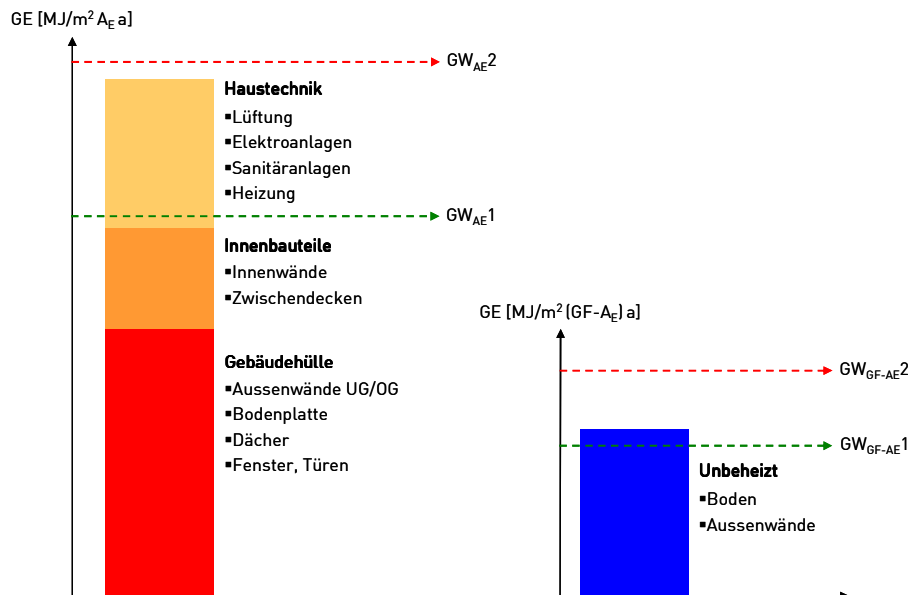 GE [MJ/m² A_E a]
GW_AE2
Haustechnik
▪Lüftung
▪Elektroanlagen
▪Sanitäranlagen
▪Heizung
GW_AE1
Innenbauteile
▪Innenwände
▪Zwischendecken
Gebäudehülle
▪Aussenwände UG/OG
▪Bodenplatte
▪Dächer
▪Fenster, Türen
GE [MJ/m² (GF-A_E) a]
GW_GF-AE2
GW_GF-AE1
Unbeheizt
▪Boden
▪Aussenwände